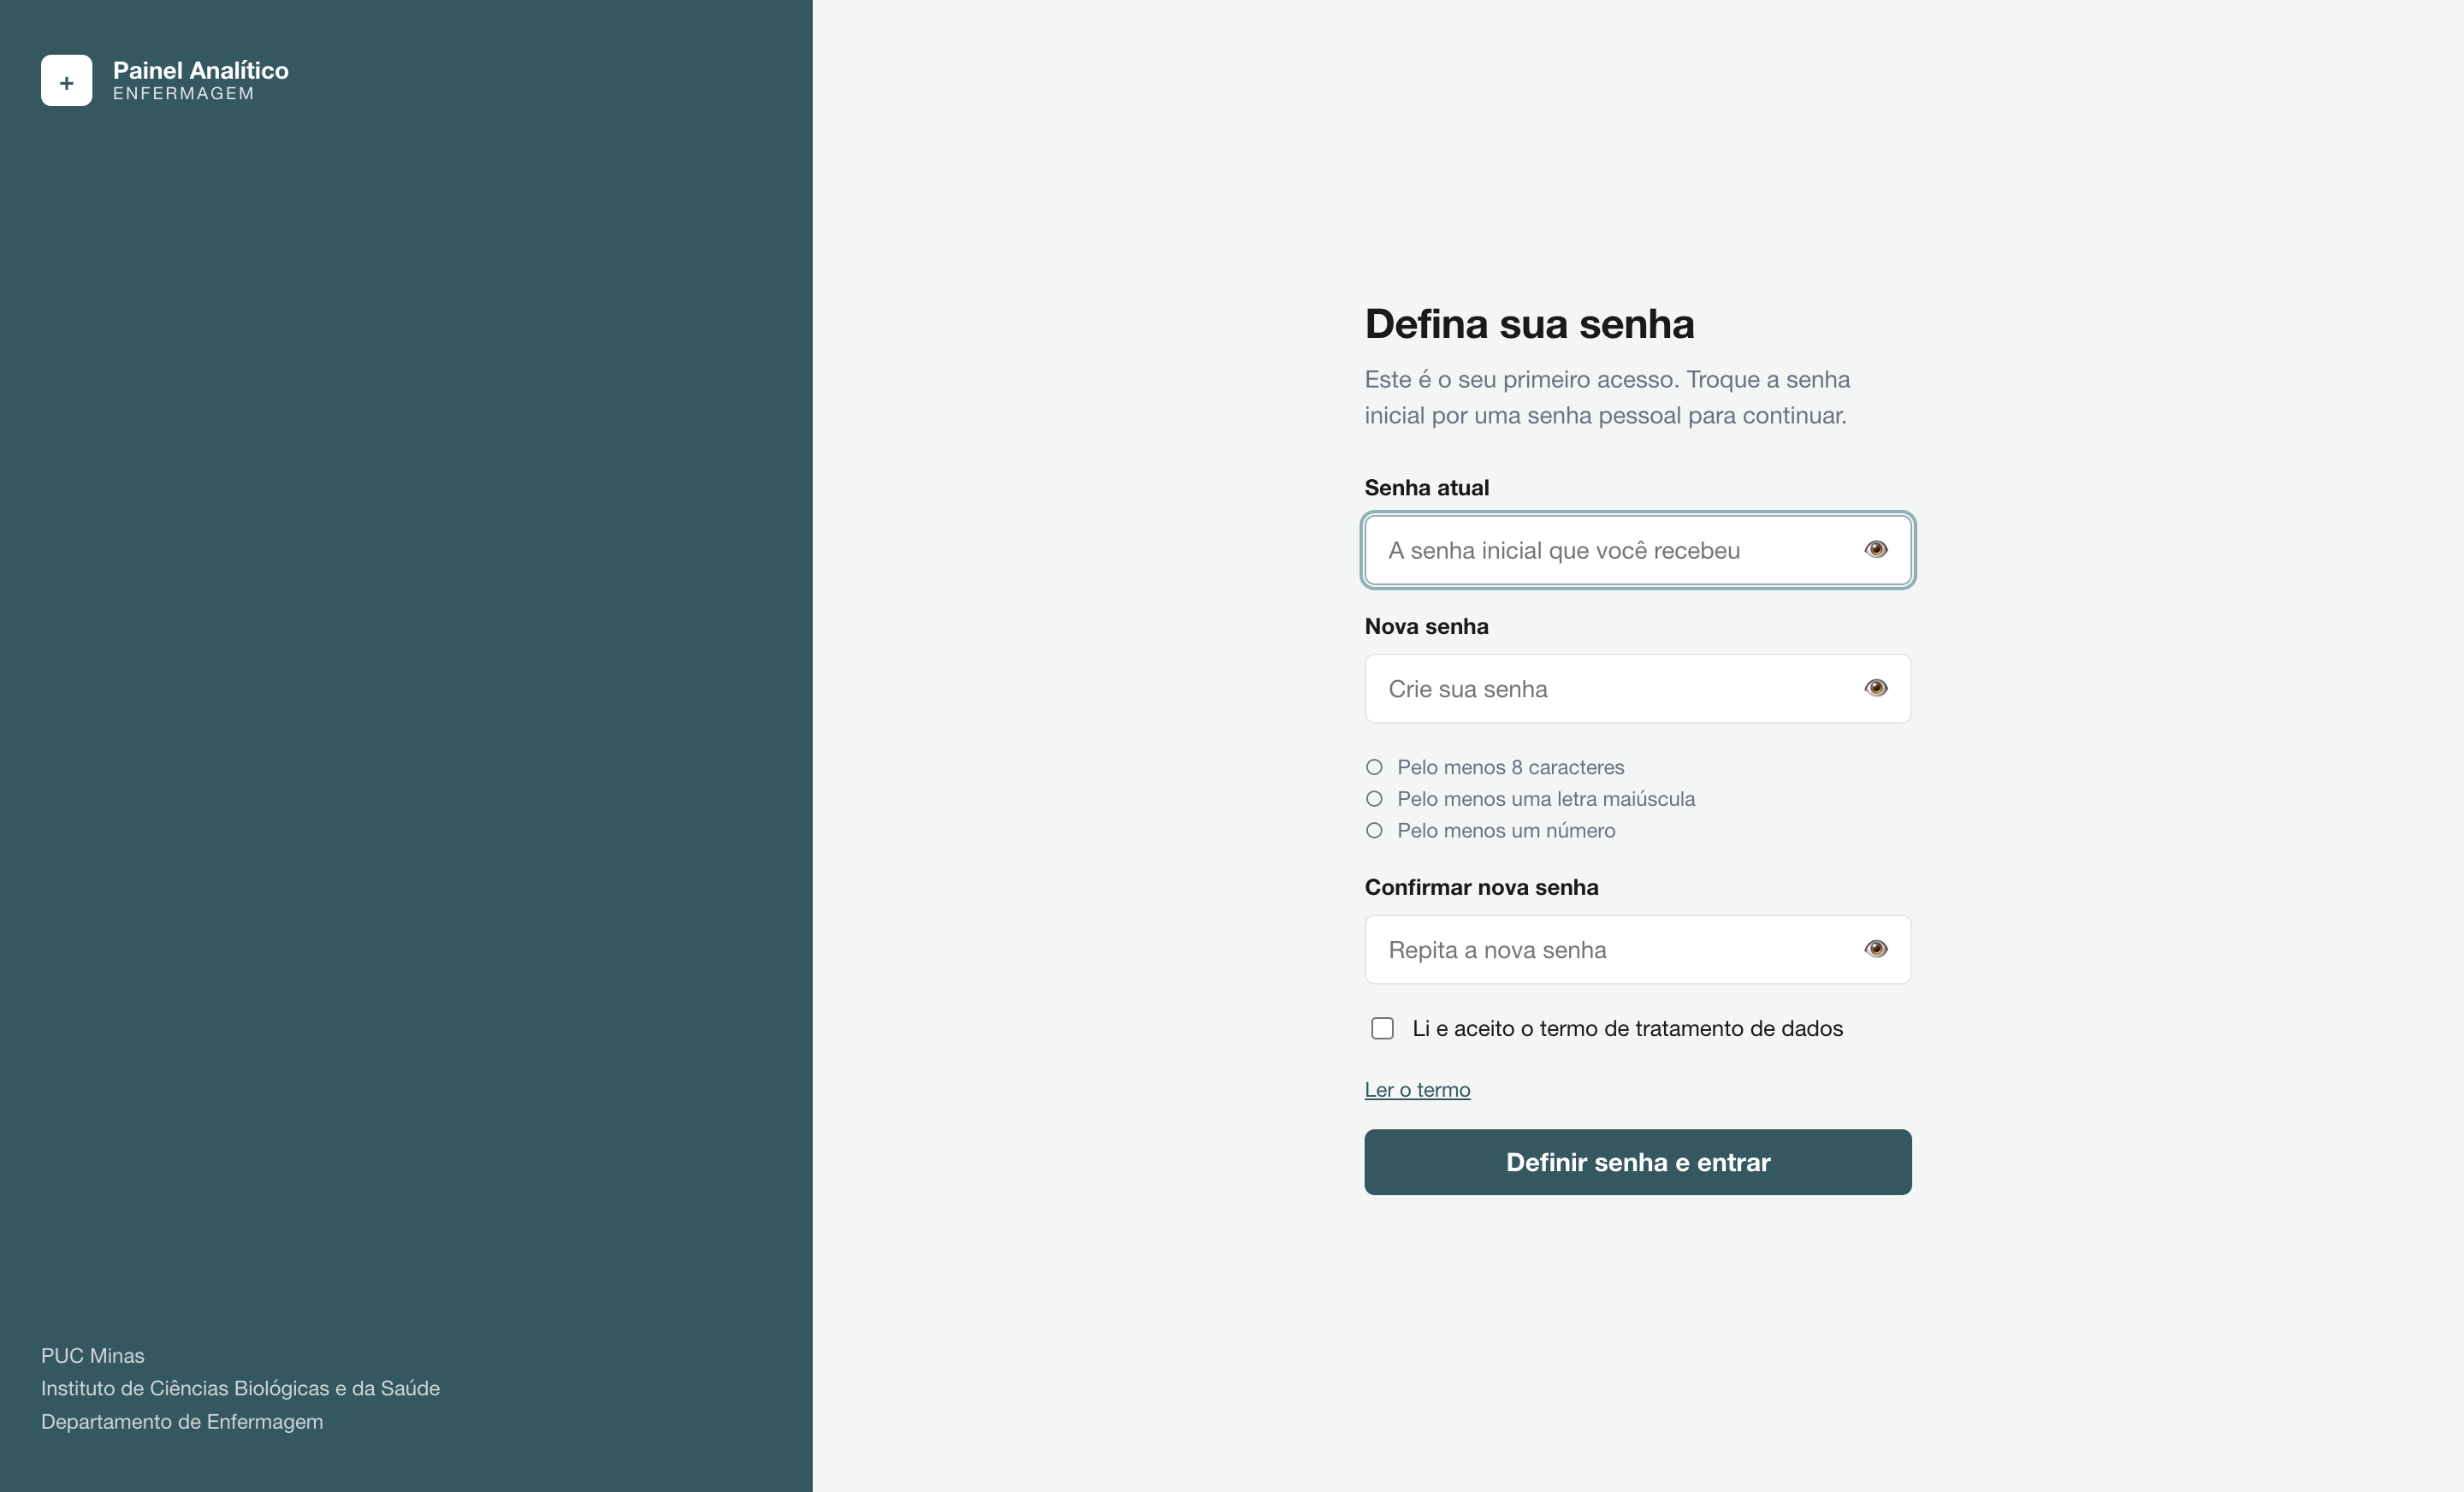 +
Painel Analítico
ENFERMAGEM
PUC Minas
Instituto de Ciências Biológicas e da Saúde
Departamento de Enfermagem
Defina sua senha
Este é o seu primeiro acesso. Troque a senha
inicial por uma senha pessoal para continuar.
Senha atual
A senha inicial que você recebeu
Nova senha
Crie sua senha
Pelo menos 8 caracteres
Pelo menos uma letra maiúscula
Pelo menos um número
Confirmar nova senha
Repita a nova senha
Li e aceito o termo de tratamento de dados
Ler o termo
Definir senha e entrar